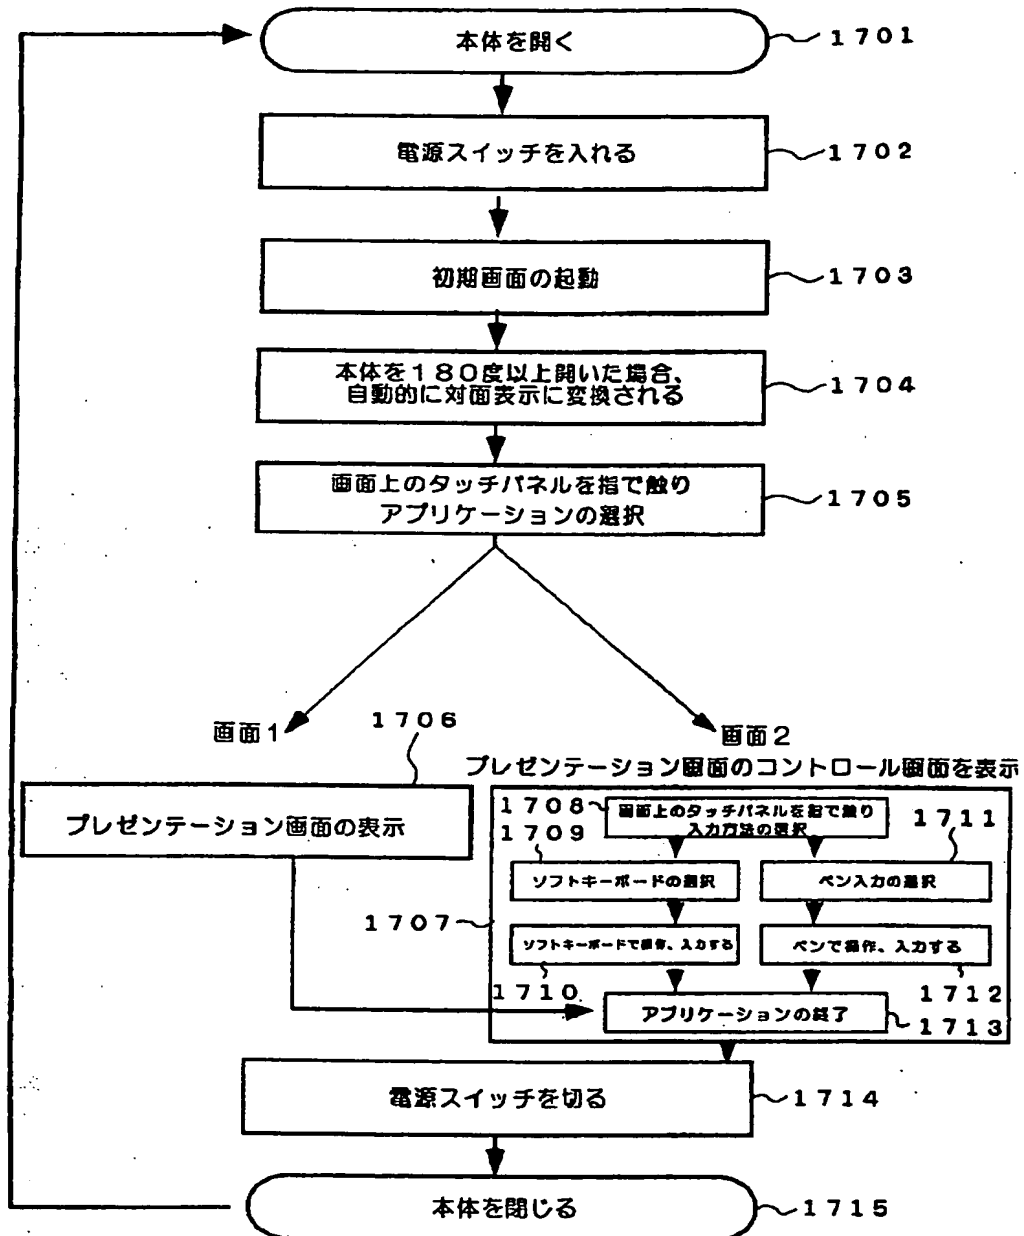 本体を開く
1701
電源スイッチを入れる
1702
初期画面の起動
1703
本体を180度以上開いた場合、
自動的に対面表示に変換される
1704
画面上のタッチパネルを指で触り
アプリケーションの選択
1705
画面1
1706
プレゼンテーション画面の表示
画面2
プレゼンテーション画面のコントロール画面を表示
1707
1708
画面上のタッチパネルを指で触り
入力方法の選択
1709
ソフトキーボードの選択
1711
ペン入力の選択
ソフトキーボードで操作、入力する
1710
ペンで操作、入力する
1712
アプリケーションの終了
1713
電源スイッチを切る
1714
本体を閉じる
1715